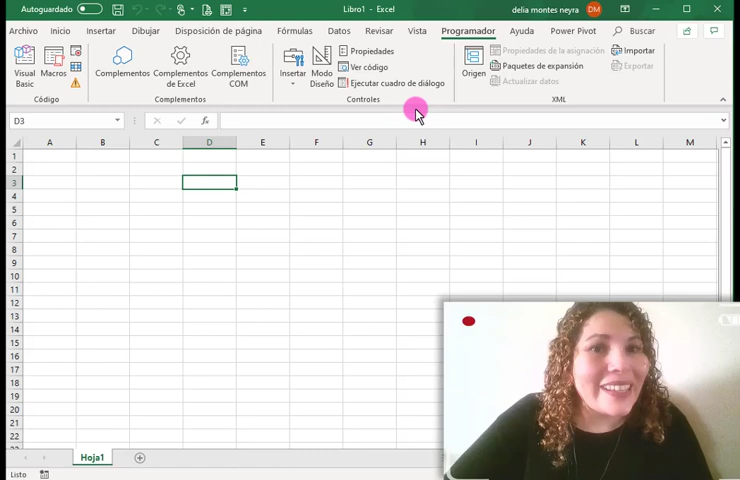 Autoguardado
Libro1 - Excel
delia montes neyra
DM
Archivo Inicio Insertar Dibujar Disposición de página Fórmulas Datos Revisar Vista Programador Ayuda Power Pivot Buscar
Visual Basic
Macros
Código
Complementos
Complementos de Excel
Complementos COM
Complementos
Insertar
Modo Diseño
Propiedades
Ver código
Ejecutar cuadro de diálogo
Controles
Origen
Propiedades de la asignación
Paquetes de expansión
Actualizar datos
Importar
Exportar
XML
D3
fx
A B C D E F G H I J K L M
1
2
3
4
5
6
7
8
9
10
11
12
13
14
15
16
17
18
19
20
21
22
Hoja1
Listo